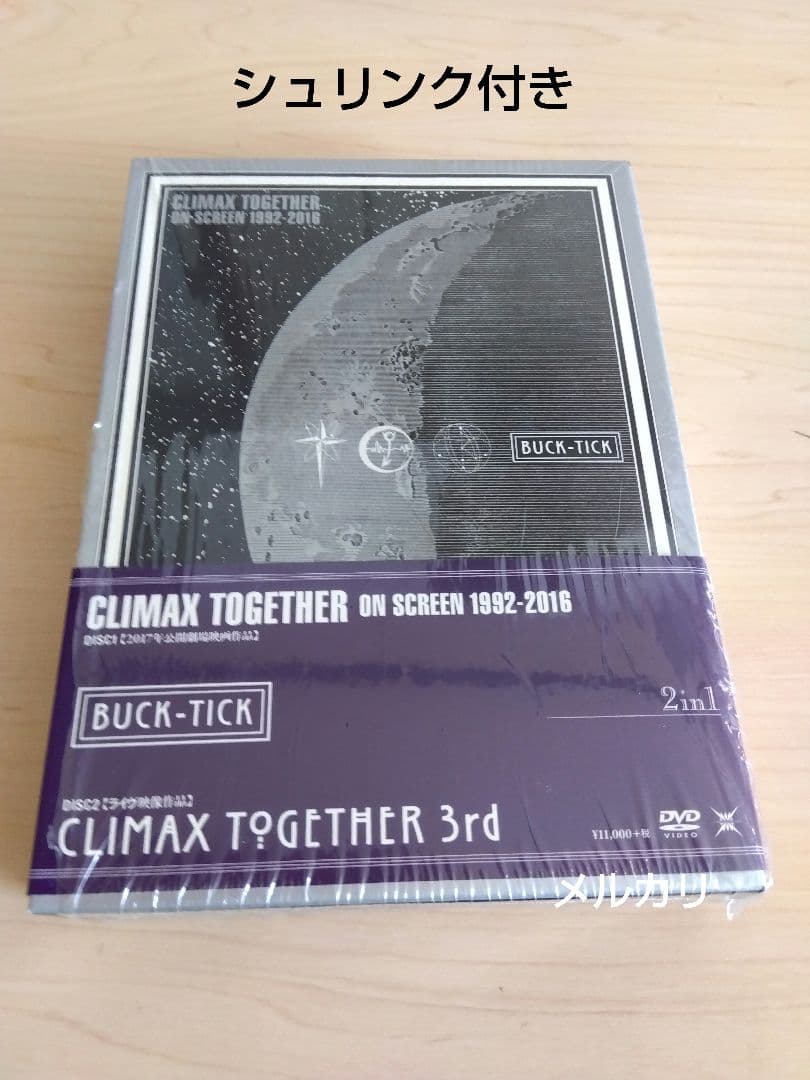 シュリンク付き
CLIMAX TOGETHER
ON SCREEN 1992-2016
BUCK-TICK
CLIMAX TOGETHER ON SCREEN 1992-2016
DISC1【2017年公開劇場映画作品】
BUCK-TICK
2in1
DISC2【ライヴ映像作品】
CLIMAX TOGETHER 3rd
¥11,000+税
DVD
VIDEO
メルカリ